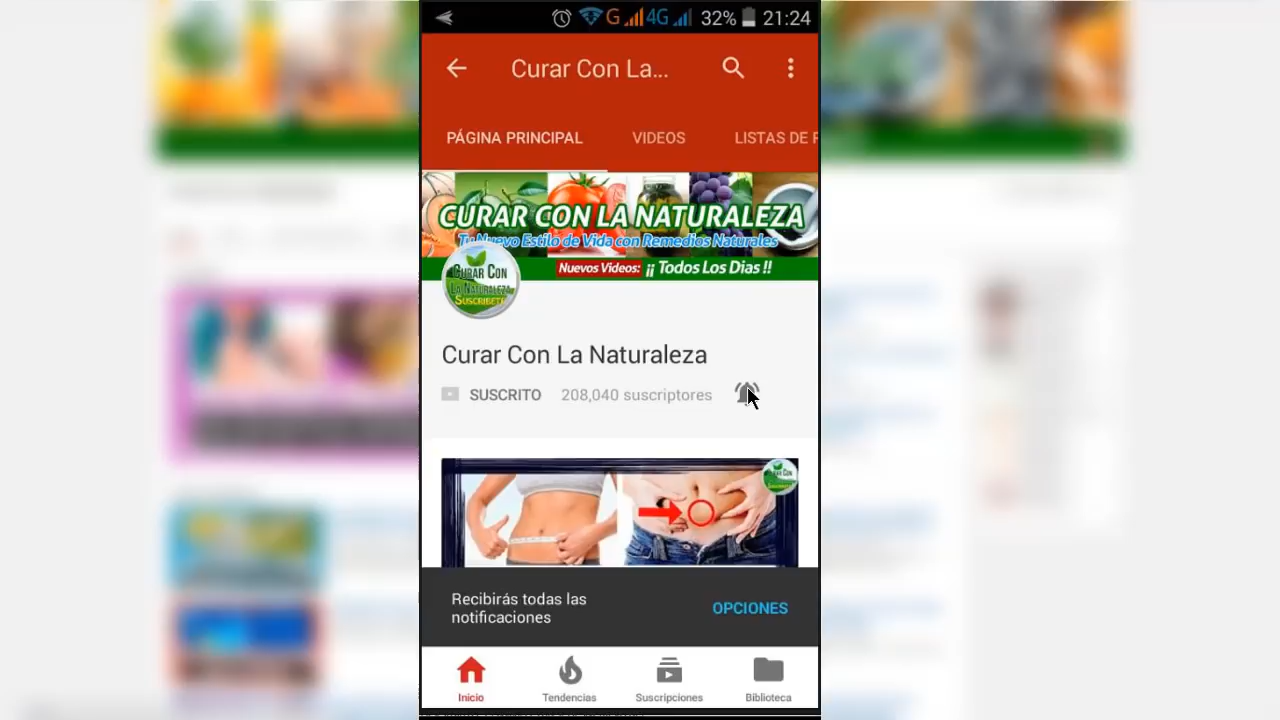 G 4G 32% 21:24
Curar Con La...
PÁGINA PRINCIPAL VIDEOS LISTAS DE
CURAR CON LA NATURALEZA
Tu Nuevo Estilo de Vida con Remedios Naturales
Nuevos Videos: ¡¡ Todos Los Dias !!
CURAR CON
LA NATURALEZA
SUSCRIBETE
Curar Con La Naturaleza
SUSCRITO 208,040 suscriptores
Recibirás todas las
notificaciones
OPCIONES
Inicio Tendencias Suscripciones Biblioteca